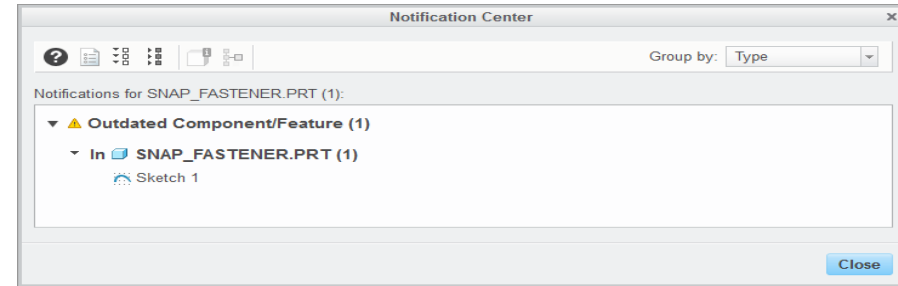 Notification Center
Group by: Type
Notifications for SNAP_FASTENER.PRT (1):
Outdated Component/Feature (1)
In SNAP_FASTENER.PRT (1)
Sketch 1
Close